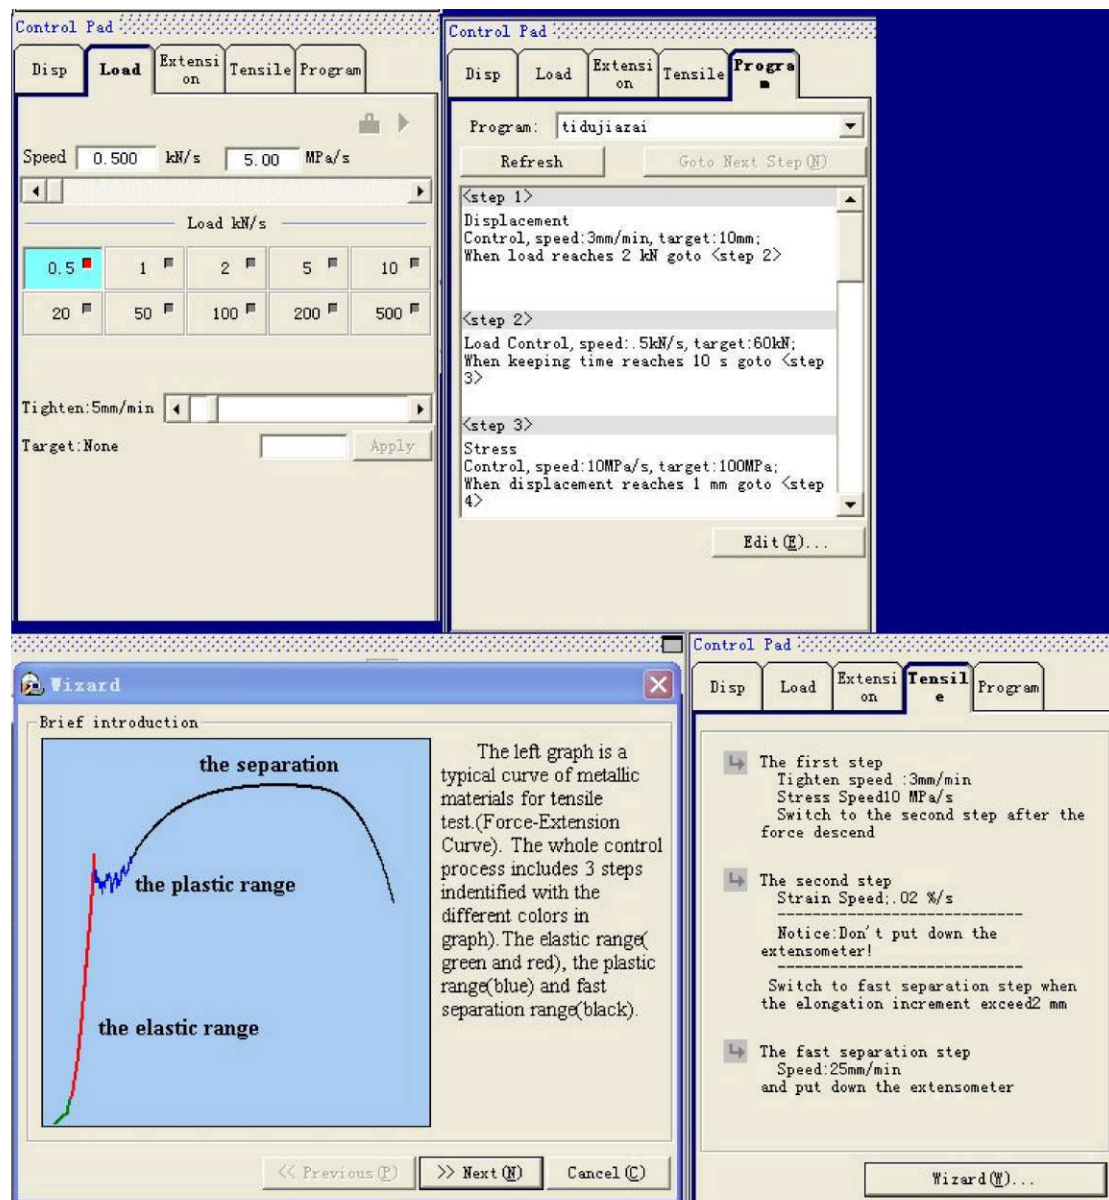 Control Pad
Disp
Load
Extensi
on
Tensile
Program
Speed 0.500 kN/s 5.00 MPa/s
Load kN/s
0.5 1 2 5 10
20 50 100 200 500
Tighten:5mm/min
Target:None Apply
Control Pad
Disp
Load
Extensi
on
Tensile
Progra
m
Program: tidujiazai
Refresh Goto Next Step(N)
<step 1>
Displacement
Control, speed:3mm/min, target:10mm;
When load reaches 2 kN goto <step 2>
<step 2>
Load Control, speed:.5kN/s, target:60kN;
When keeping time reaches 10 s goto <step
3>
<step 3>
Stress
Control, speed:10MPa/s, target:100MPa;
When displacement reaches 1 mm goto <step
4>
Edit(E)...
Wizard
Brief introduction
the separation
the plastic range
the elastic range
The left graph is a
typical curve of metallic
materials for tensile
test.(Force-Extension
Curve). The whole control
process includes 3 steps
indentified with the
different colors in
graph).The elastic range(
green and red), the plastic
range(blue) and fast
separation range(black).
<< Previous(P) >> Next(N) Cancel(C)
Control Pad
Disp
Load
Extensi
on
Tensil
e
Program
The first step
Tighten speed :3mm/min
Stress Speed10 MPa/s
Switch to the second step after the
force descend
The second step
Strain Speed:.02 %/s
----------------------------
Notice:Don't put down the
extensometer!
----------------------------
Switch to fast separation step when
the elongation increment exceed2 mm
The fast separation step
Speed:25mm/min
and put down the extensometer
Wizard(W)...